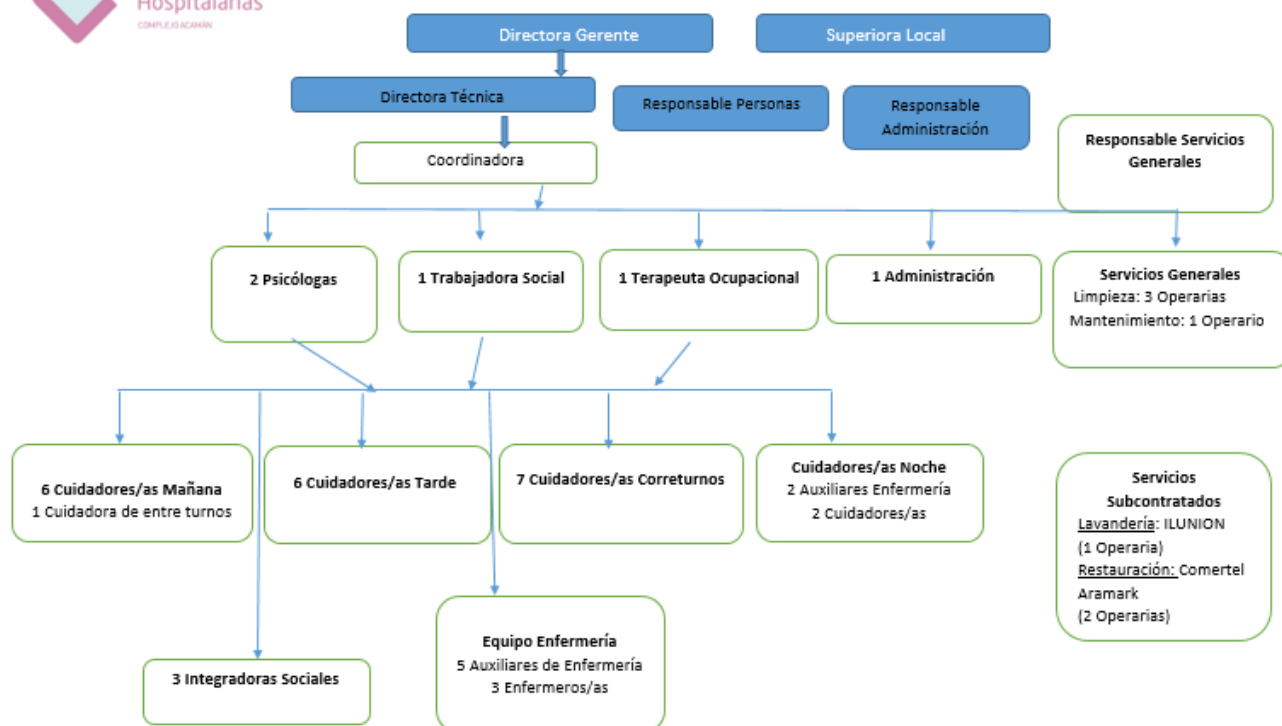 Hospitalarias
COMPLEJO ACAMÁN
Directora Gerente
Superiora Local
Directora Técnica
Responsable Personas
Responsable
Administración
Responsable Servicios
Generales
Coordinadora
2 Psicólogas
1 Trabajadora Social
1 Terapeuta Ocupacional
1 Administración
Servicios Generales
Limpieza: 3 Operarias
Mantenimiento: 1 Operario
6 Cuidadores/as Mañana
1 Cuidadora de entre turnos
6 Cuidadores/as Tarde
7 Cuidadores/as Correturnos
Cuidadores/as Noche
2 Auxiliares Enfermería
2 Cuidadores/as
Servicios
Subcontratados
Lavandería: ILUNION
(1 Operaria)
Restauración: Comertel
Aramark
(2 Operarias)
Equipo Enfermería
5 Auxiliares de Enfermería
3 Enfermeros/as
3 Integradoras Sociales